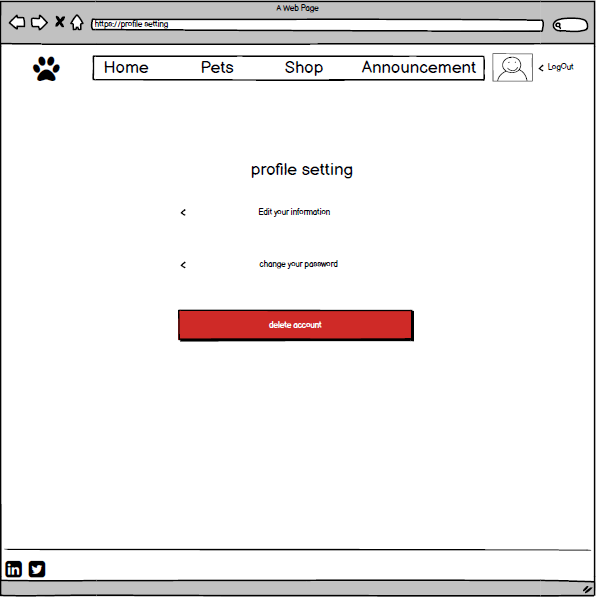 A Web Page
https://profile setting
Home Pets Shop Announcement
< LogOut
profile setting
< Edit your information
< change your password
delete account
in